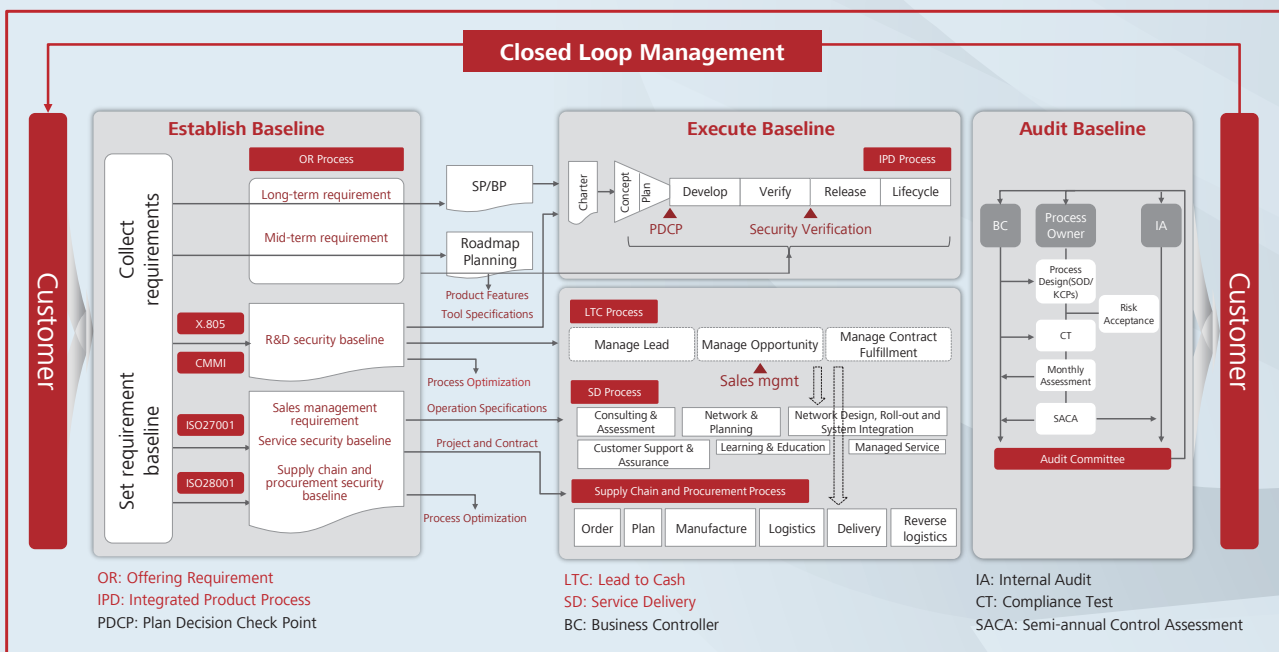 Closed Loop Management
Customer
Establish Baseline
Collect
requirements
Set requirement
baseline
OR Process
Long-term requirement
Mid-term requirement
X.805
CMMI
R&D security baseline
ISO27001
ISO28001
Sales management
requirement
Service security baseline
Supply chain and
procurement security
baseline
SP/BP
Roadmap
Planning
Product Features
Tool Specifications
Process Optimization
Operation Specifications
Project and Contract
Process Optimization
Execute Baseline
IPD Process
Charter
Concept
Plan
Develop
Verify
Release
Lifecycle
PDCP
Security Verification
LTC Process
Manage Lead
Manage Opportunity
Manage Contract
Fulfillment
Sales mgmt
SD Process
Consulting &
Assessment
Network &
Planning
Network Design, Roll-out and
System Integration
Customer Support &
Assurance
Learning & Education
Managed Service
Supply Chain and Procurement Process
Order
Plan
Manufacture
Logistics
Delivery
Reverse
logistics
Audit Baseline
BC
Process
Owner
IA
Process
Design(SOD/
KCPs)
Risk
Acceptance
CT
Monthly
Assessment
SACA
Audit Committee
Customer
OR: Offering Requirement
IPD: Integrated Product Process
PDCP: Plan Decision Check Point
LTC: Lead to Cash
SD: Service Delivery
BC: Business Controller
IA: Internal Audit
CT: Compliance Test
SACA: Semi-annual Control Assessment